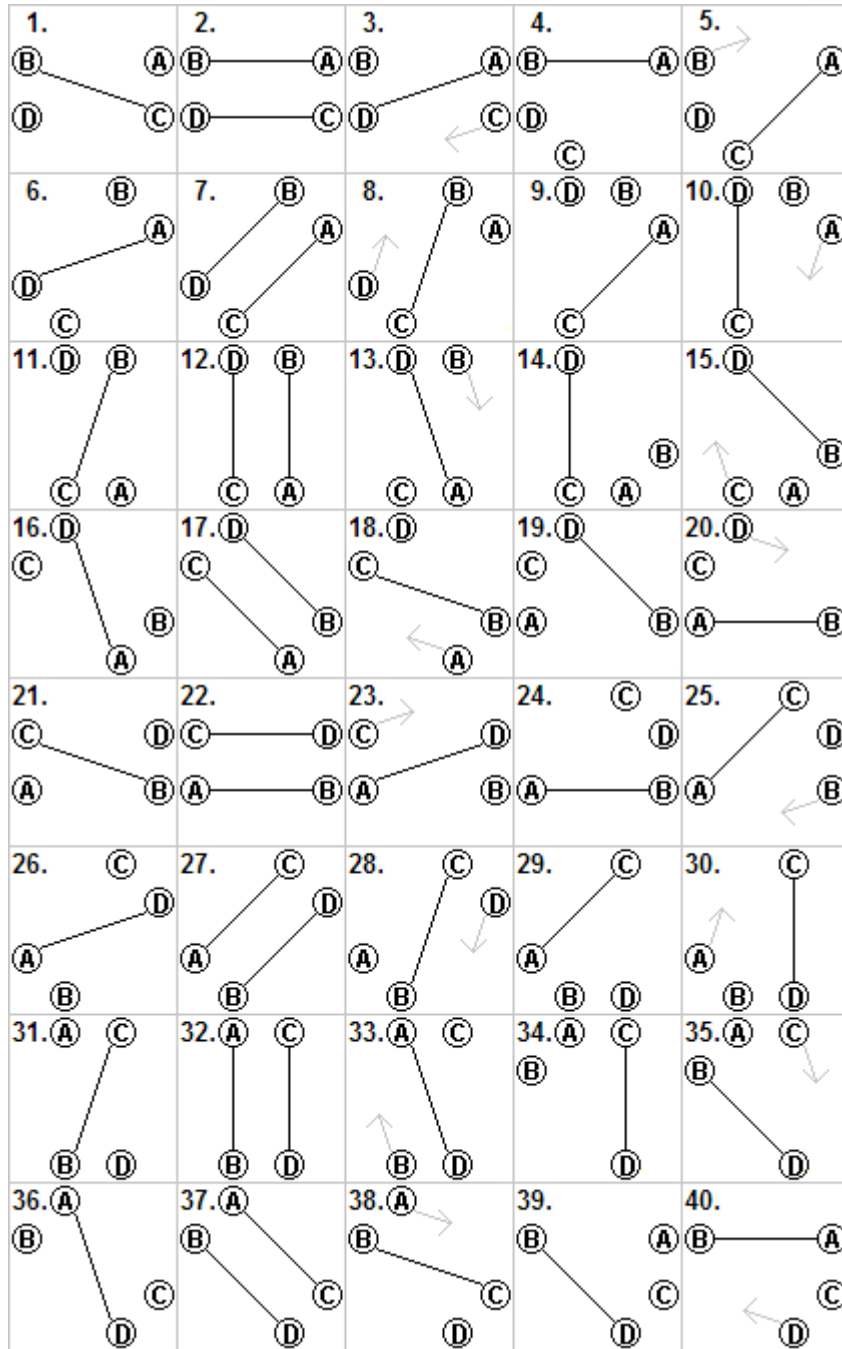 1. 2. 3. 4. 5.
B A B A B A B A B A
D C D C D C D D
C C
6. B 7. B 8. B 9. D B 10. D B
A A A A A
D D D
C C C C C
11. D B 12. D B 13. D B 14. D 15. D
B B
C A C A C A C A C A
16. D 17. D 18. D 19. D 20. D
C C C C C
B B B A B A B
A A A
21. 22. 23. 24. C 25. C
C D C D C D D D
A B A B A B A B A B
26. C 27. C 28. C 29. C 30. C
D D D
A A A A A
B B B B D B D
31. A C 32. A C 33. A C 34. A C 35. A C
B B
B D B D B D D D
36. A 37. A 38. A 39. 40.
B B B B A B A
C C C C C
D D D D D